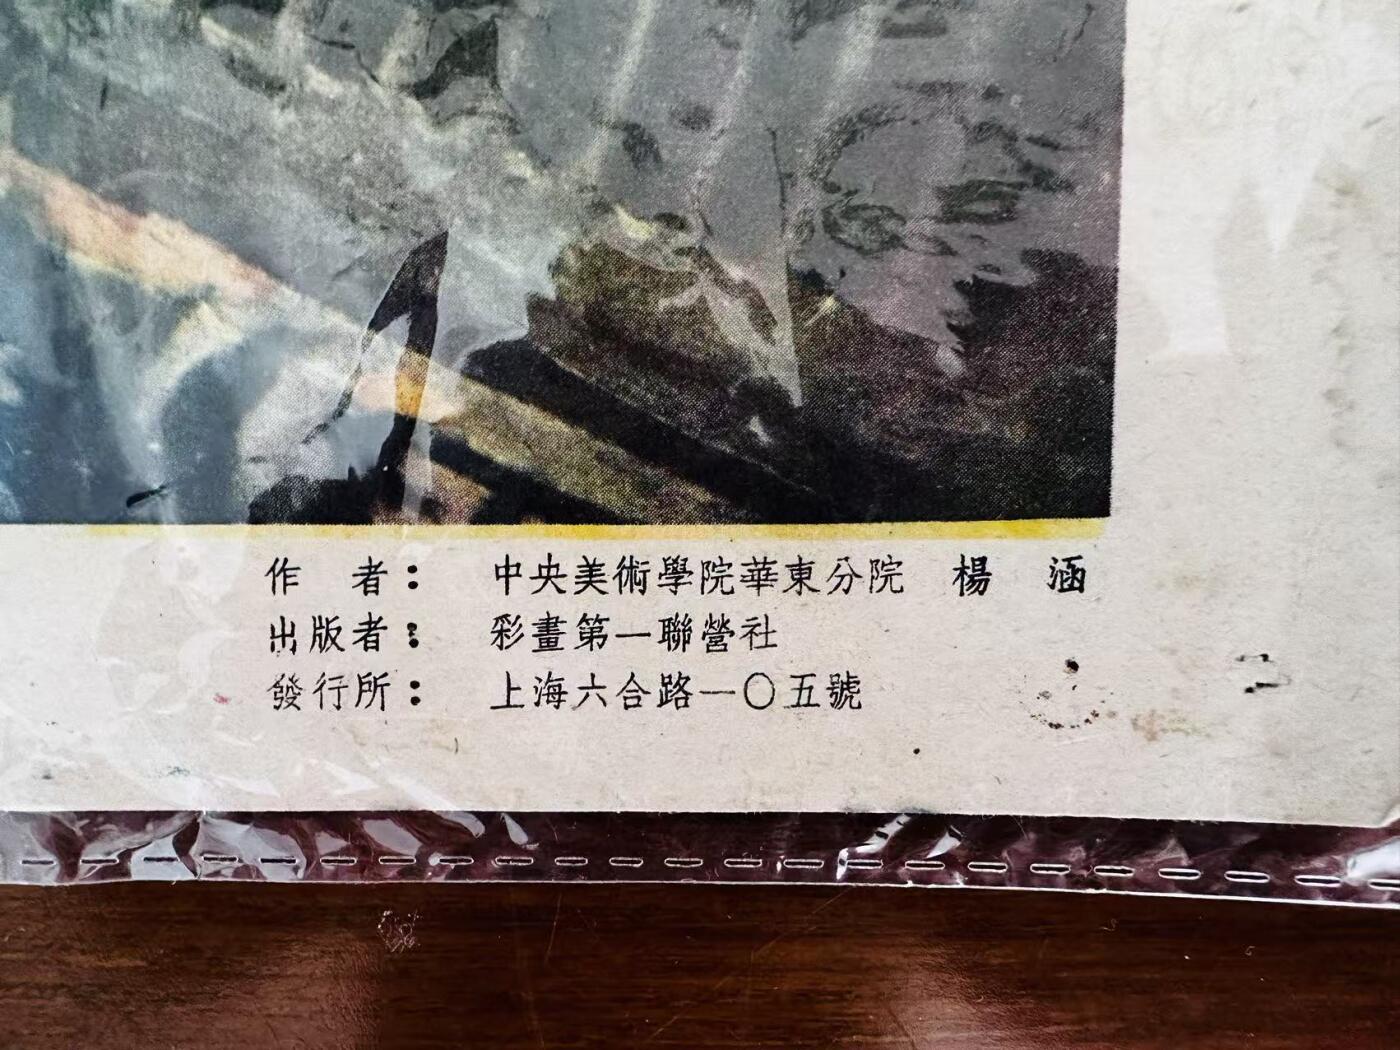 作　者：　中央美術學院華東分院　楊　涵
出版者：　彩畫第一聯營社
發行所：　上海六合路一〇五號